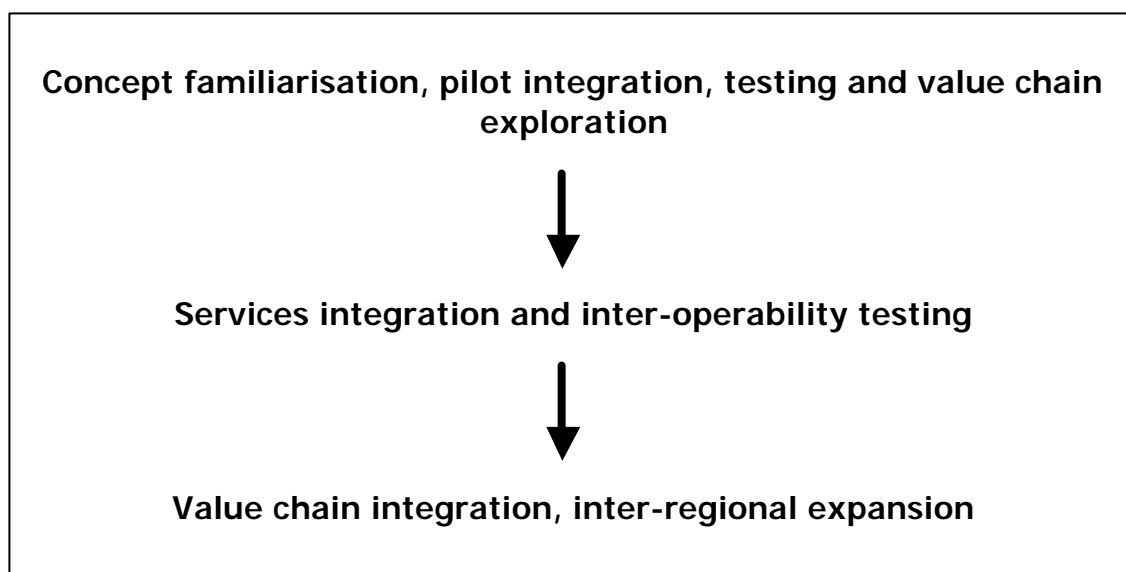 Concept familiarisation, pilot integration, testing and value chain
exploration
Services integration and inter-operability testing
Value chain integration, inter-regional expansion